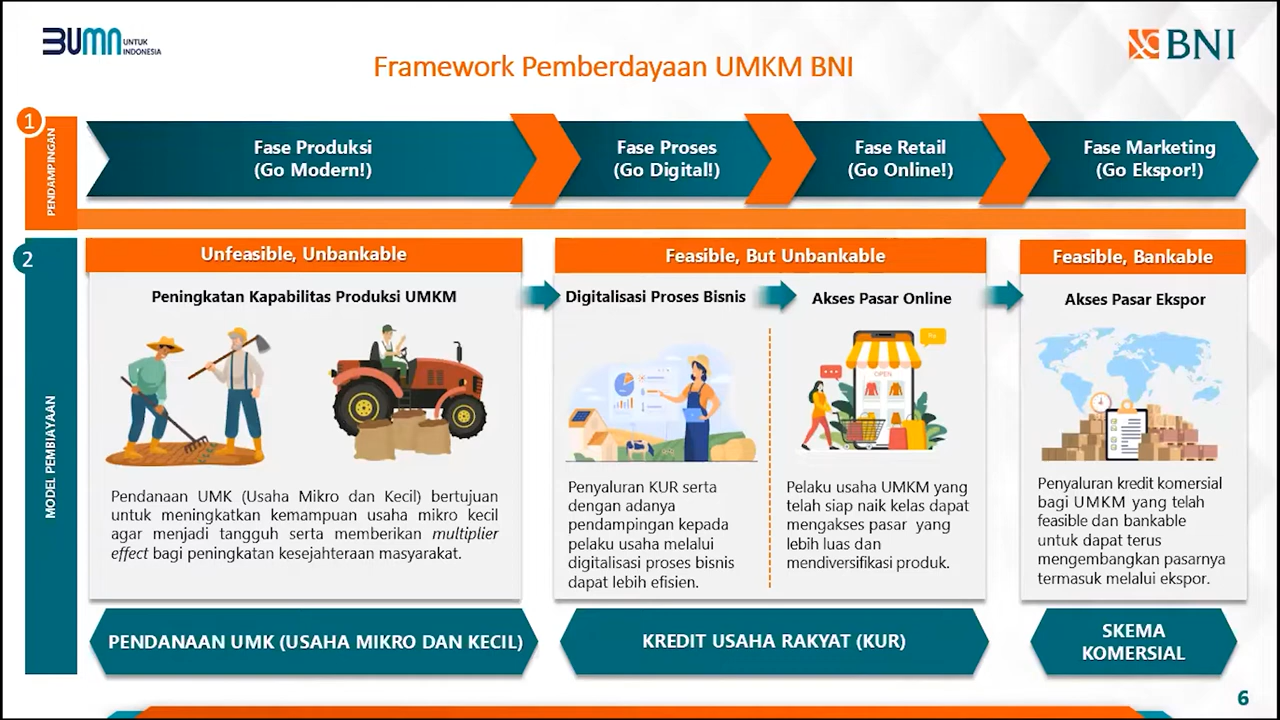 BUMN UNTUK
INDONESIA
BNI
Framework Pemberdayaan UMKM BNI
1
PENDAMPINGAN
Fase Produksi
(Go Modern!)
Fase Proses
(Go Digital!)
Fase Retail
(Go Online!)
Fase Marketing
(Go Ekspor!)
2
MODEL PEMBIAYAAN
Unfeasible, Unbankable
Peningkatan Kapabilitas Produksi UMKM
Pendanaan UMK (Usaha Mikro dan Kecil) bertujuan
untuk meningkatkan kemampuan usaha mikro kecil
agar menjadi tangguh serta memberikan multiplier
effect bagi peningkatan kesejahteraan masyarakat.
PENDANAAN UMK (USAHA MIKRO DAN KECIL)
Feasible, But Unbankable
Digitalisasi Proses Bisnis
Penyaluran KUR serta
dengan adanya
pendampingan kepada
pelaku usaha melalui
digitalisasi proses bisnis
dapat lebih efisien.
Akses Pasar Online
OPEN
Pelaku usaha UMKM yang
telah siap naik kelas dapat
mengakses pasar yang
lebih luas dan
mendiversifikasi produk.
KREDIT USAHA RAKYAT (KUR)
Feasible, Bankable
Akses Pasar Ekspor
Penyaluran kredit komersial
bagi UMKM yang telah
feasible dan bankable
untuk dapat terus
mengembangkan pasarnya
termasuk melalui ekspor.
SKEMA
KOMERSIAL
6